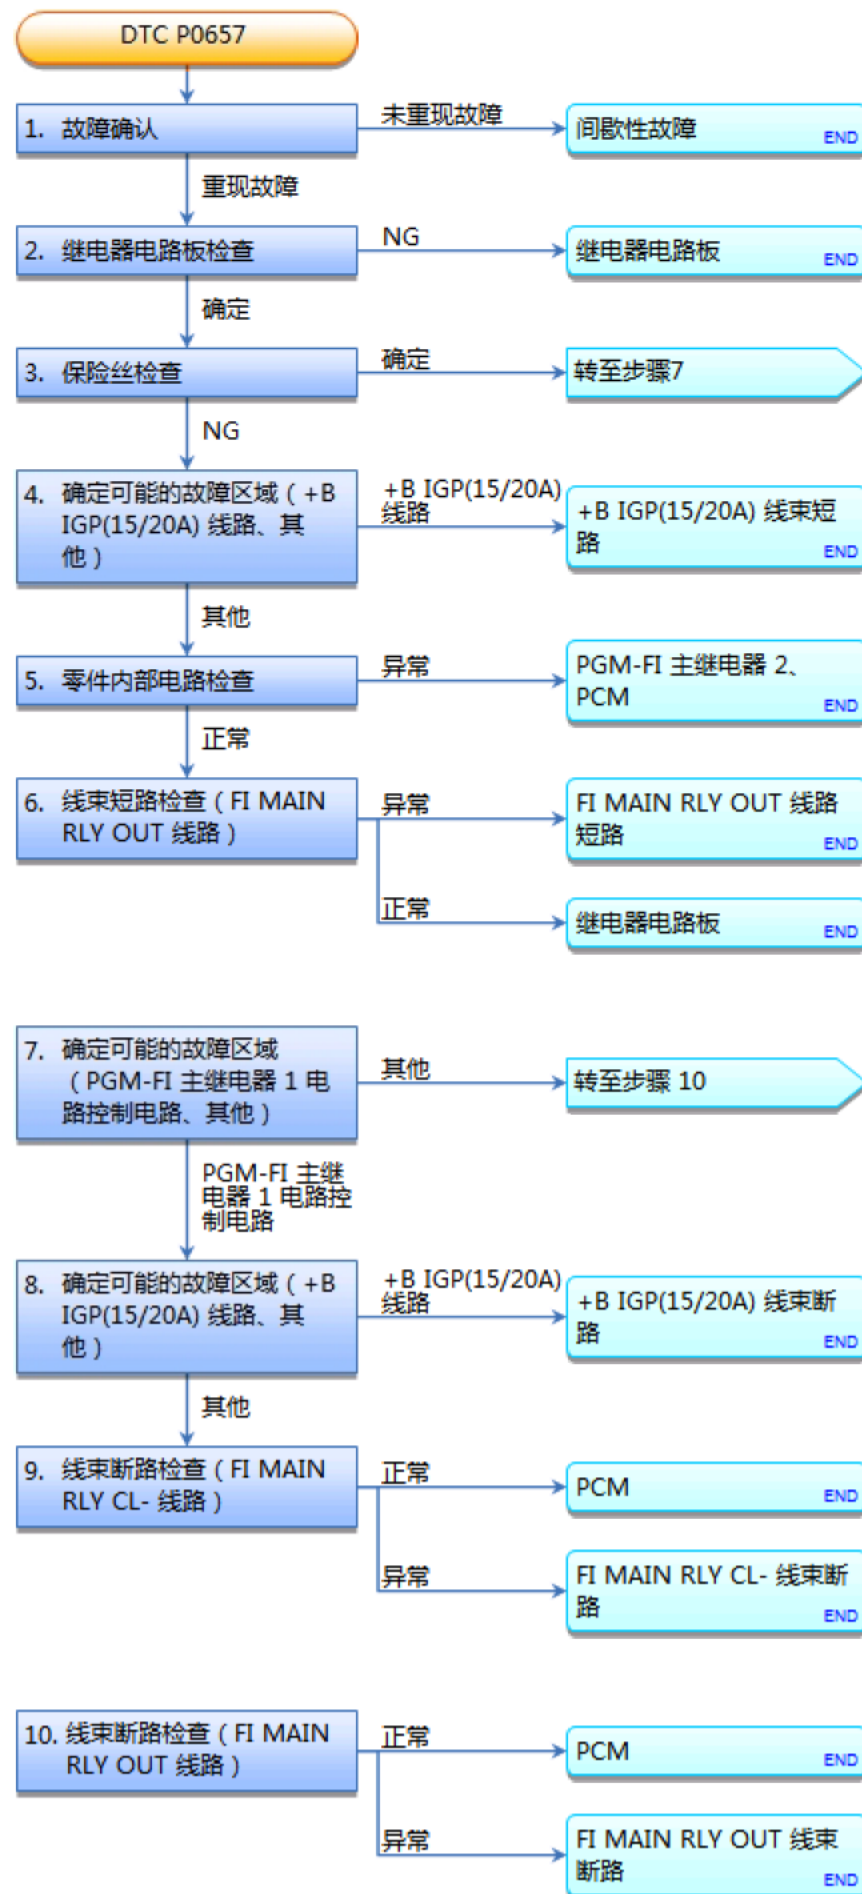 DTC P0657
1. 故障确认
未重现故障
间歇性故障
END
重现故障
2. 继电器电路板检查
NG
继电器电路板
END
确定
3. 保险丝检查
确定
转至步骤7
NG
4. 确定可能的故障区域（+B
IGP(15/20A) 线路、其
他）
+B IGP(15/20A)
线路
+B IGP(15/20A) 线束短
路
END
其他
5. 零件内部电路检查
异常
PGM-FI 主继电器 2、
PCM
END
正常
6. 线束短路检查（FI MAIN
RLY OUT 线路）
异常
FI MAIN RLY OUT 线路
短路
END
正常
继电器电路板
END
7. 确定可能的故障区域
（PGM-FI 主继电器 1 电
路控制电路、其他）
其他
转至步骤 10
PGM-FI 主继
电器 1 电路控
制电路
8. 确定可能的故障区域（+B
IGP(15/20A) 线路、其
他）
+B IGP(15/20A)
线路
+B IGP(15/20A) 线束断
路
END
其他
9. 线束断路检查（FI MAIN
RLY CL- 线路）
正常
PCM
END
异常
FI MAIN RLY CL- 线束断
路
END
10. 线束断路检查（FI MAIN
RLY OUT 线路）
正常
PCM
END
异常
FI MAIN RLY OUT 线束
断路
END